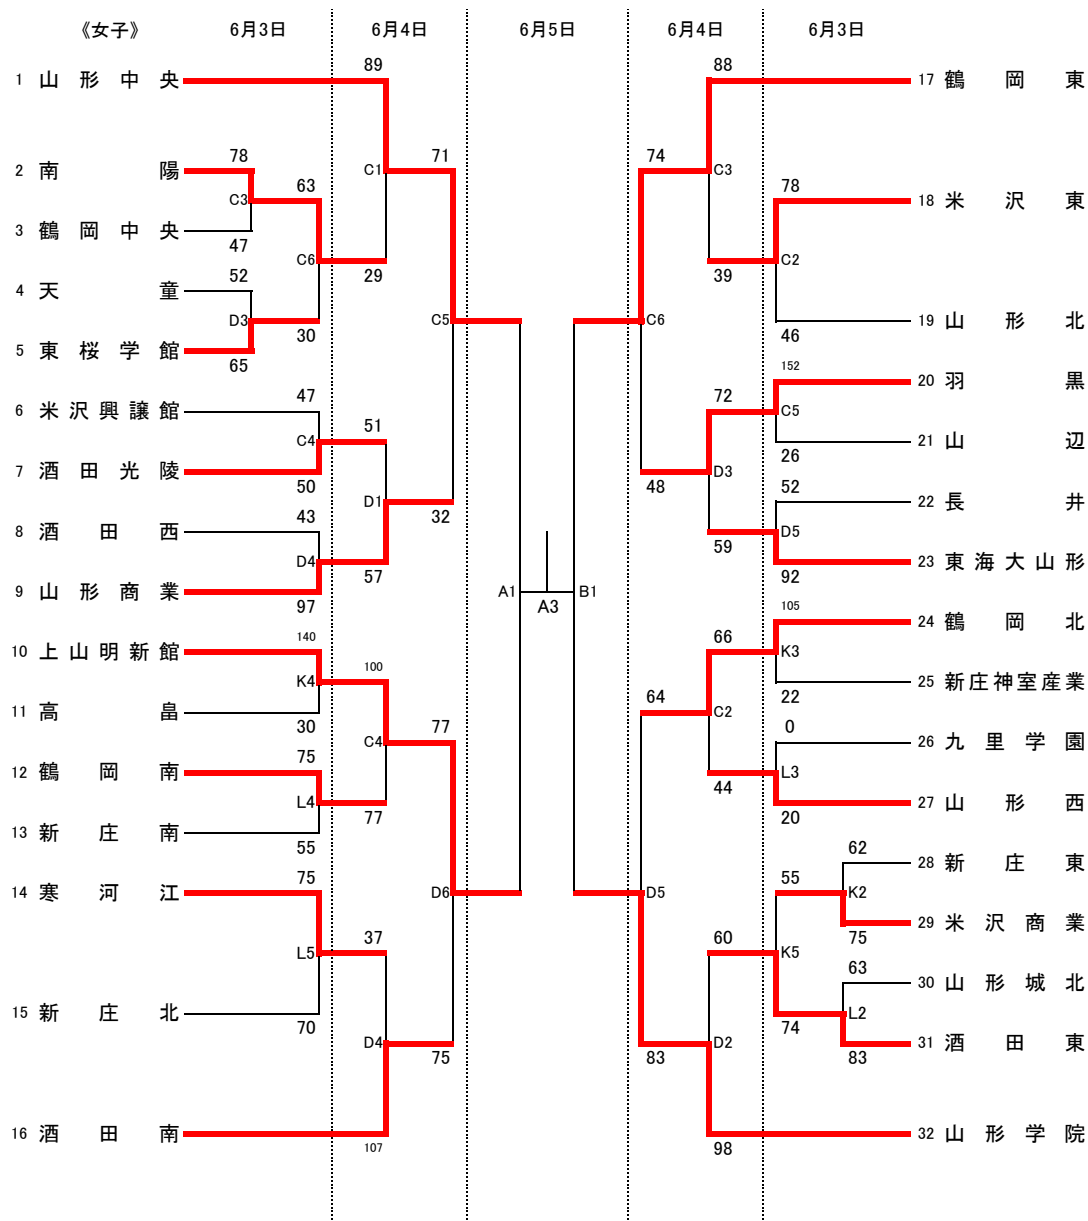 《女子》 6月3日 6月4日 6月5日 6月4日 6月3日
89 88
1 山形中央 17 鶴岡東
78 71 74
2 南陽 C1 C3
63 78
C3 18 米沢東
3 鶴岡中央
47
C6 C2
52 29 39
4 天童
D3 C5 C6 19 山形北
30 46
5 東桜学館
65
152
20 羽黒
47 72
6 米沢興譲館 C5
51
C4 21 山辺
26
7 酒田光陵 D3
50 48
52
D1 22 長井
43 32
8 酒田西 D5
59
D4 23 東海大山形
57 92
9 山形商業 A1 B1
97 A3
105
24 鶴岡北
140 66
10 上山明新館 K3
100
K4 25 新庄神室産業
22
11 高畠 64 C2
30 0
C4 26 九里学園
75 77
12 鶴岡南 L3
44
L4 27 山形西
77 20
13 新庄南
55 62
28 新庄東
75 55
14 寒河江 D6 D5 K2
29 米沢商業
37 60 75
L5 K5
63
30 山形城北
15 新庄北 L2
70 74
D4 D2 31 酒田東
75 83 83
16 酒田南 32 山形学院
107 98